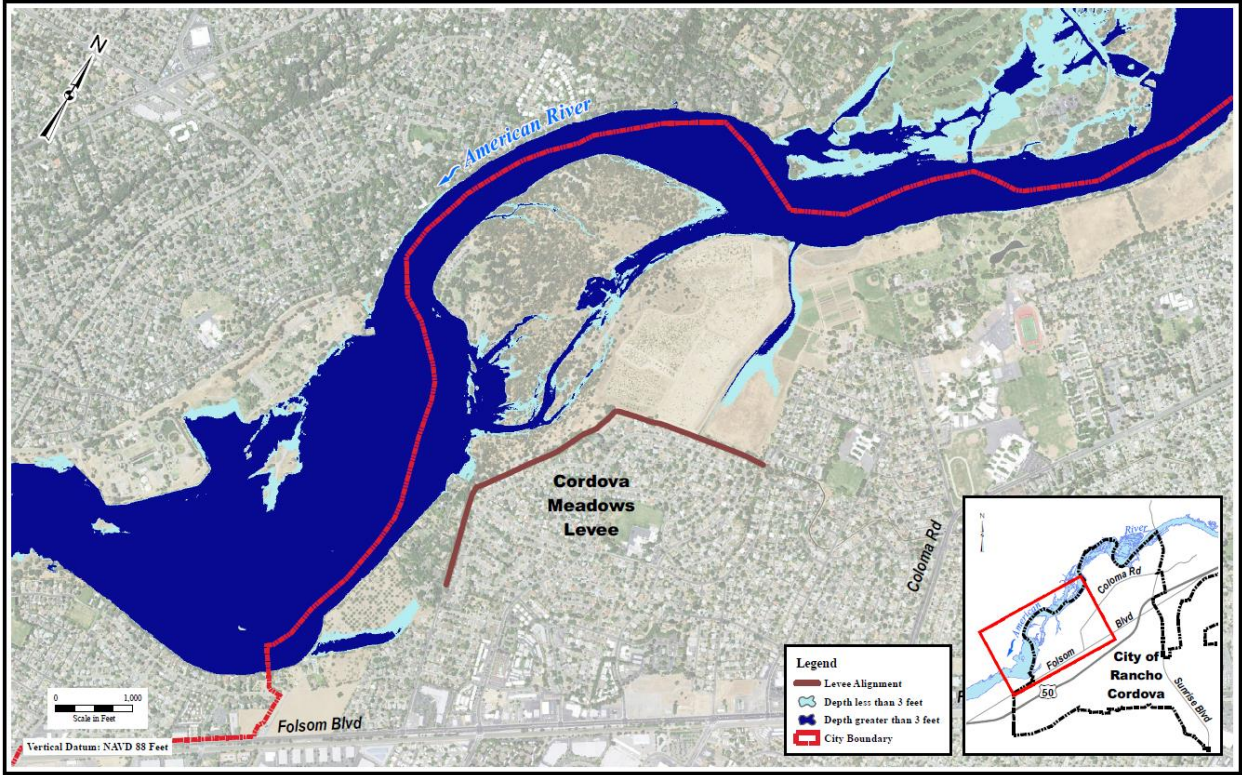 N
American River
Cordova
Meadows
Levee
Coloma Rd
Folsom Blvd
0 1,000
Scale in Feet
Vertical Datum: NAVD 88 Feet
Legend
Levee Alignment
Depth less than 3 feet
Depth greater than 3 feet
City Boundary
N
River
American
Coloma Rd
Folsom Blvd
50
City of
Rancho
Cordova
Sunrise Blvd